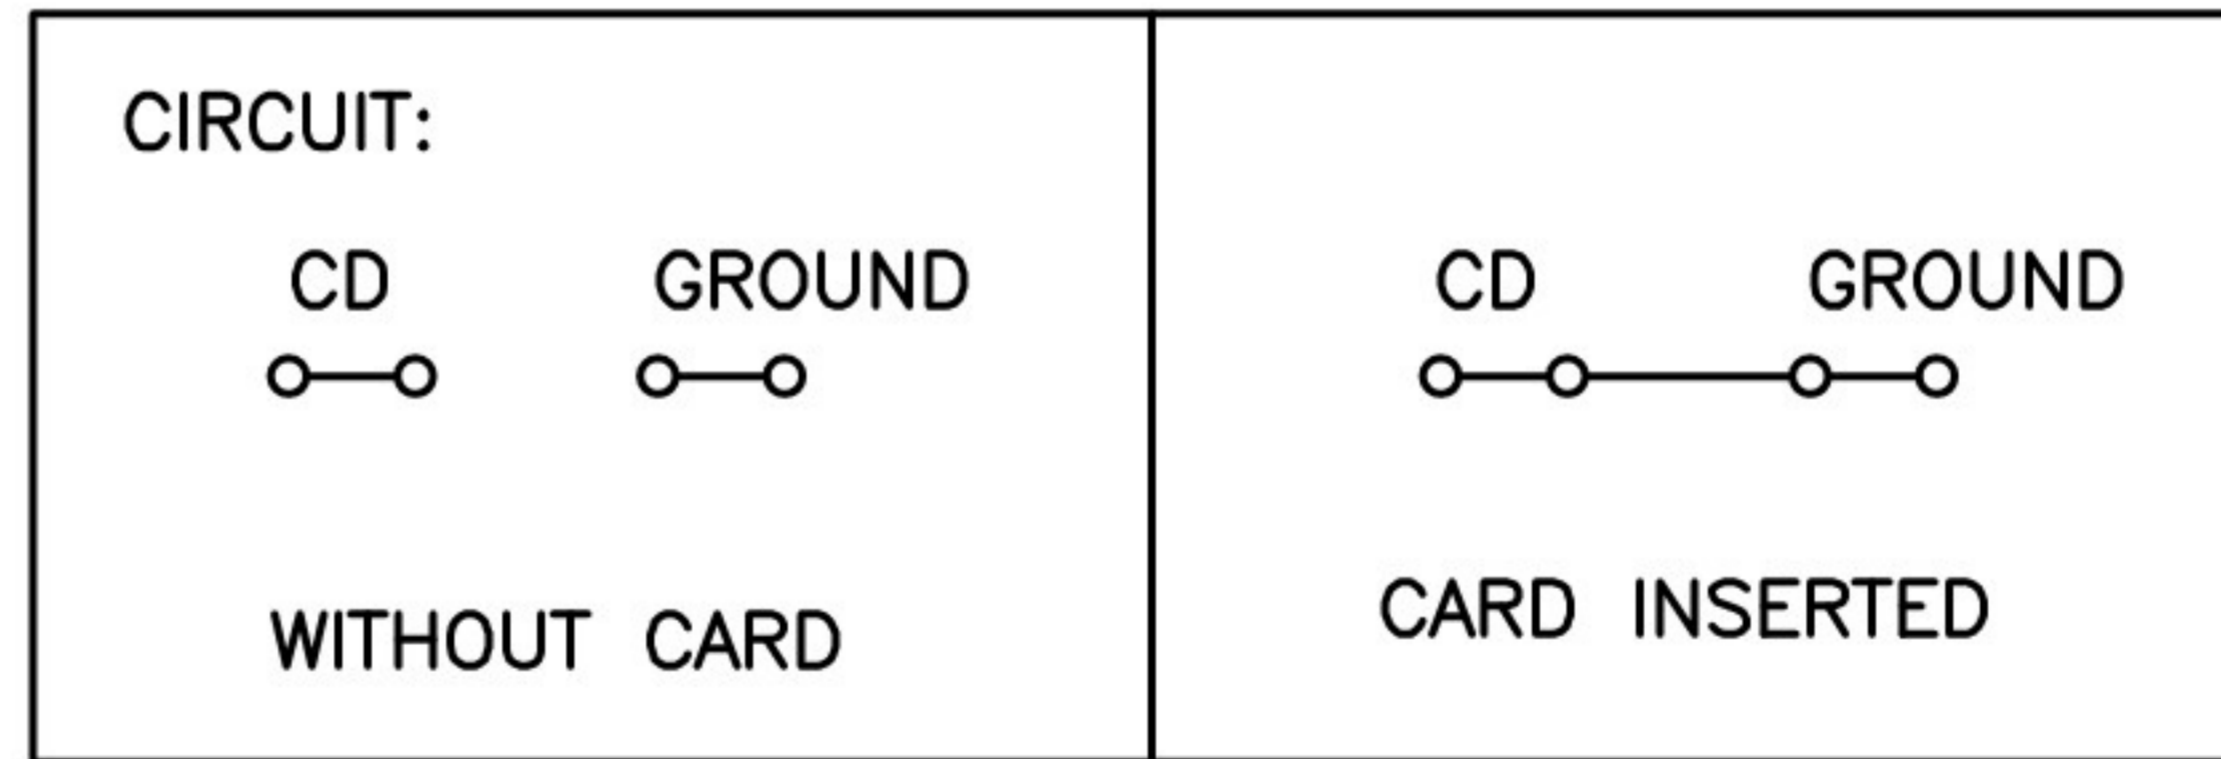 CIRCUIT:
CD GROUND
WITHOUT CARD
CD GROUND
CARD INSERTED